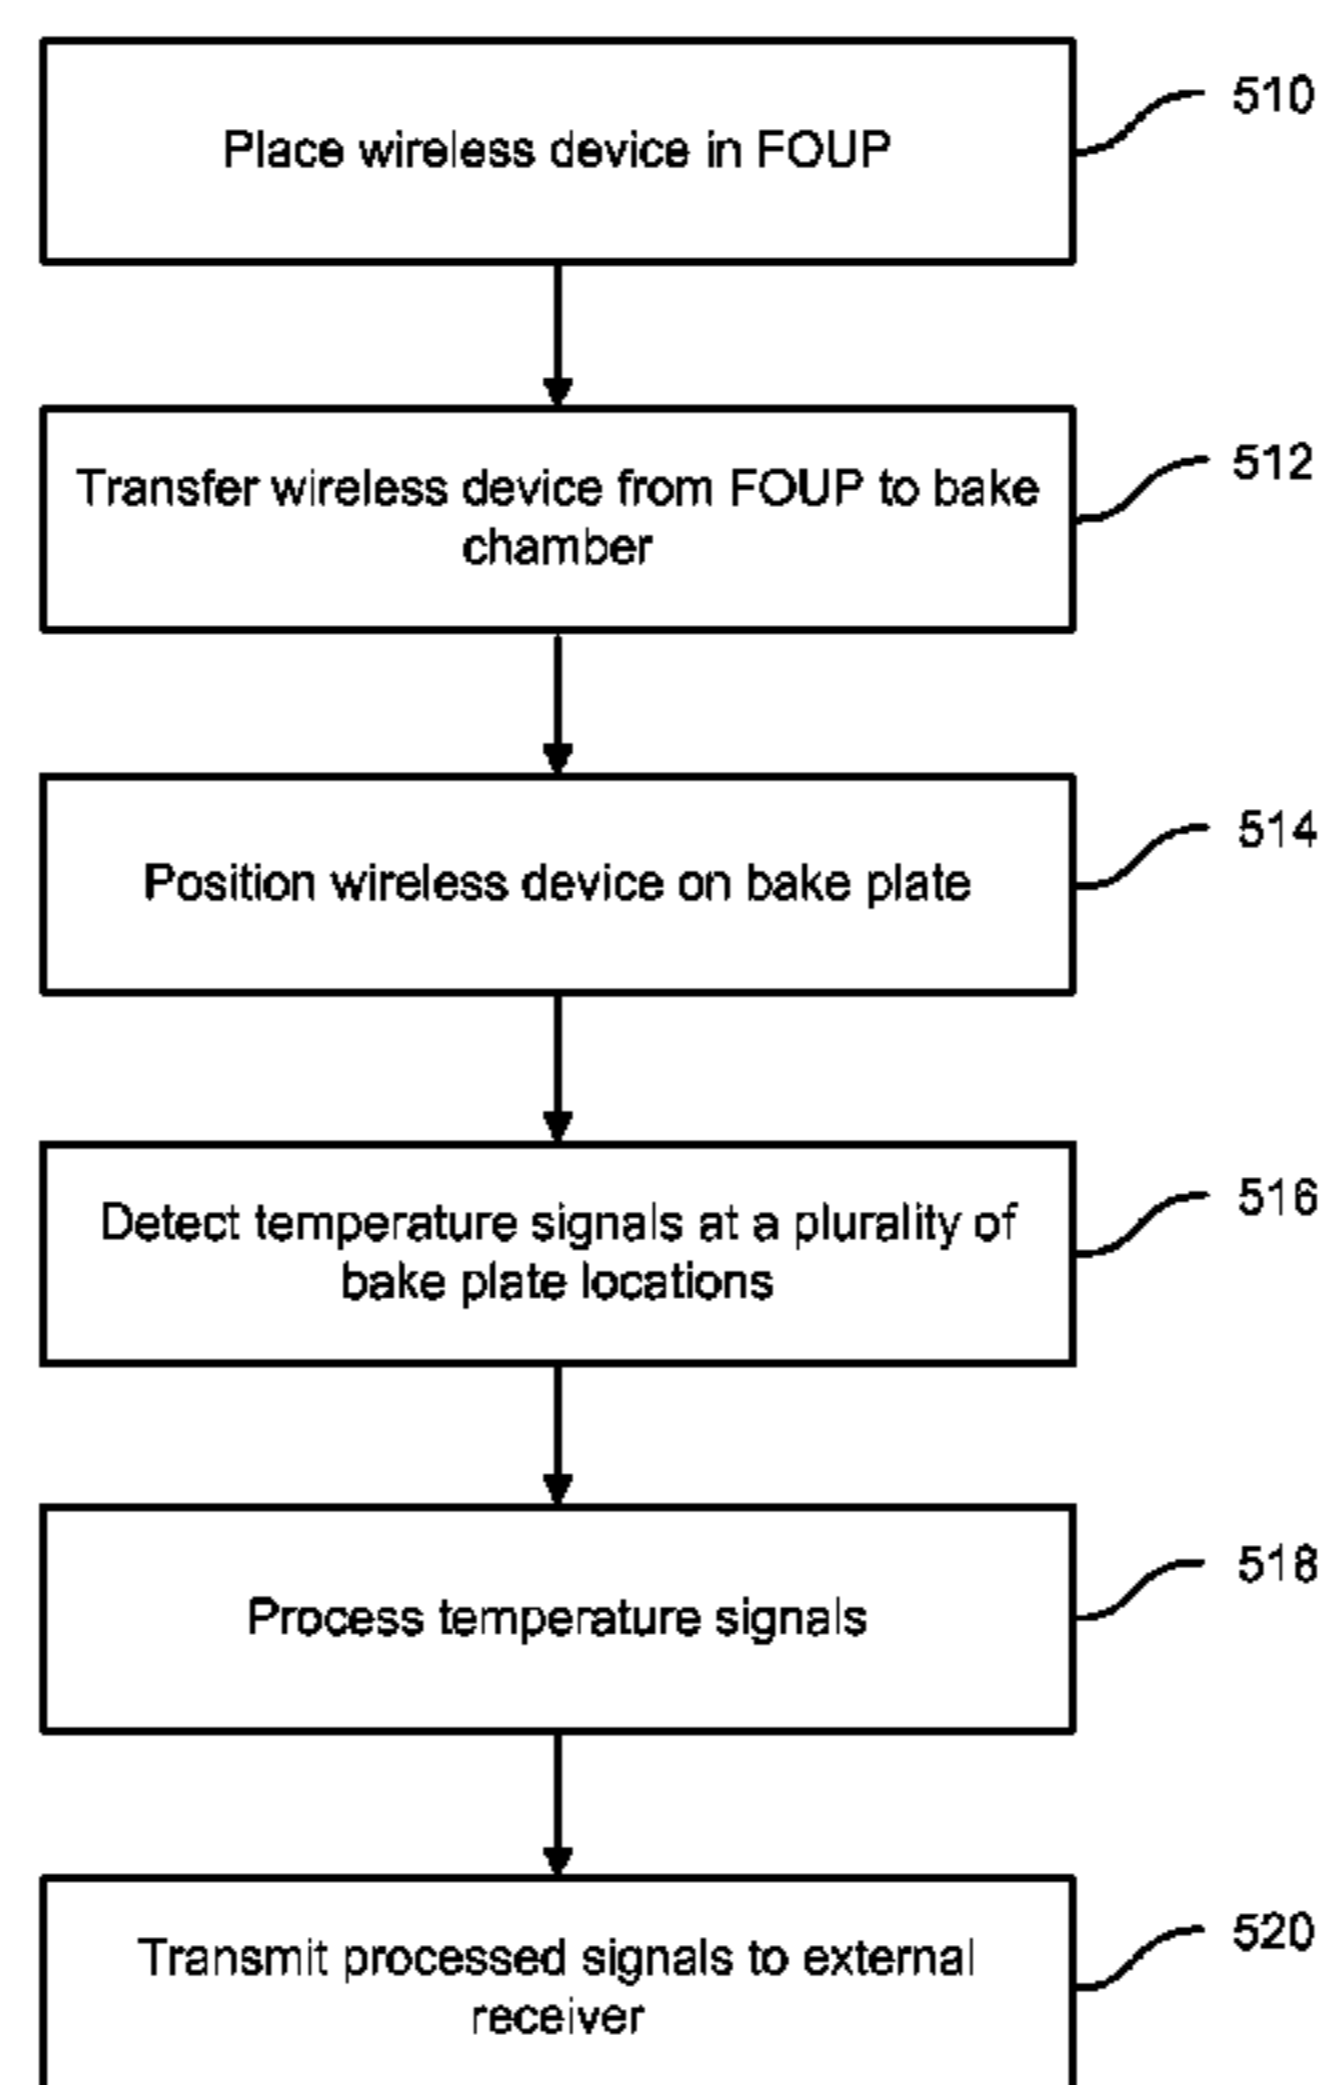 Place wireless device in FOUP
510
Transfer wireless device from FOUP to bake
chamber
512
Position wireless device on bake plate
514
Detect temperature signals at a plurality of
bake plate locations
516
Process temperature signals
518
Transmit processed signals to external
receiver
520